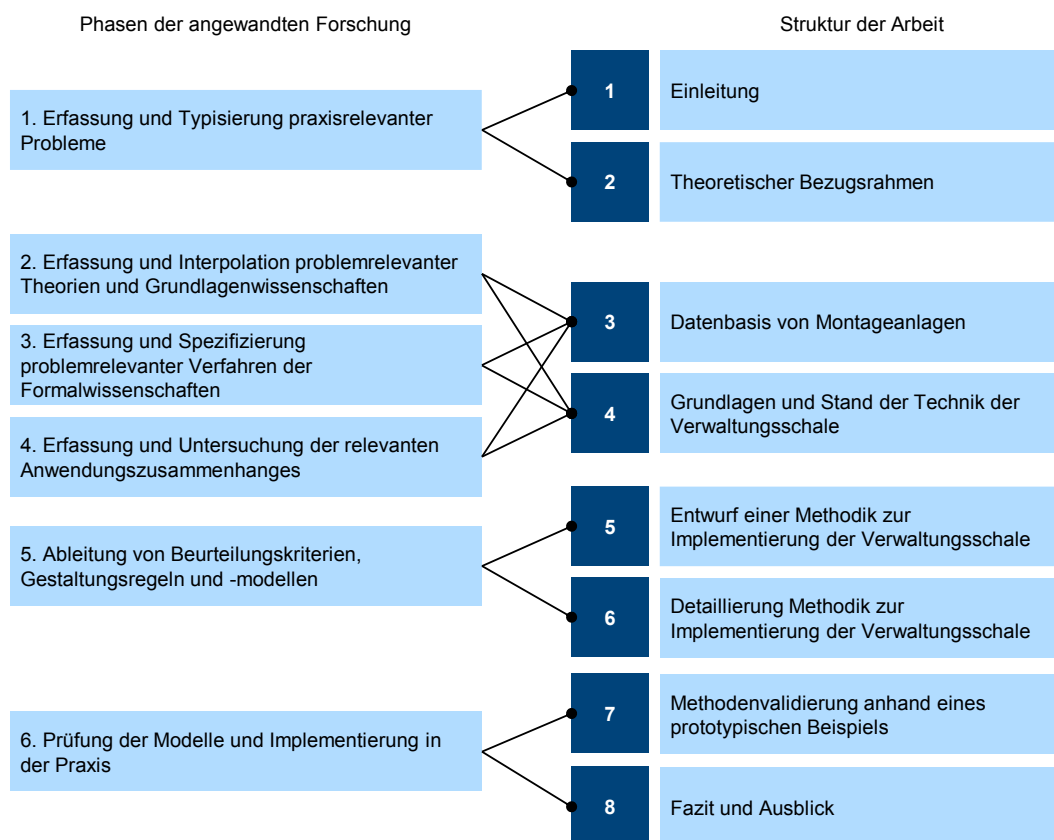 Phasen der angewandten Forschung
Struktur der Arbeit
1. Erfassung und Typisierung praxisrelevanter
Probleme
2. Erfassung und Interpolation problemrelevanter
Theorien und Grundlagenwissenschaften
3. Erfassung und Spezifizierung
problemrelevanter Verfahren der
Formalwissenschaften
4. Erfassung und Untersuchung der relevanten
Anwendungszusammenhanges
5. Ableitung von Beurteilungskriterien,
Gestaltungsregeln und -modellen
6. Prüfung der Modelle und Implementierung in
der Praxis
1
Einleitung
2
Theoretischer Bezugsrahmen
3
Datenbasis von Montageanlagen
4
Grundlagen und Stand der Technik der
Verwaltungsschale
5
Entwurf einer Methodik zur
Implementierung der Verwaltungsschale
6
Detaillierung Methodik zur
Implementierung der Verwaltungsschale
7
Methodenvalidierung anhand eines
prototypischen Beispiels
8
Fazit und Ausblick